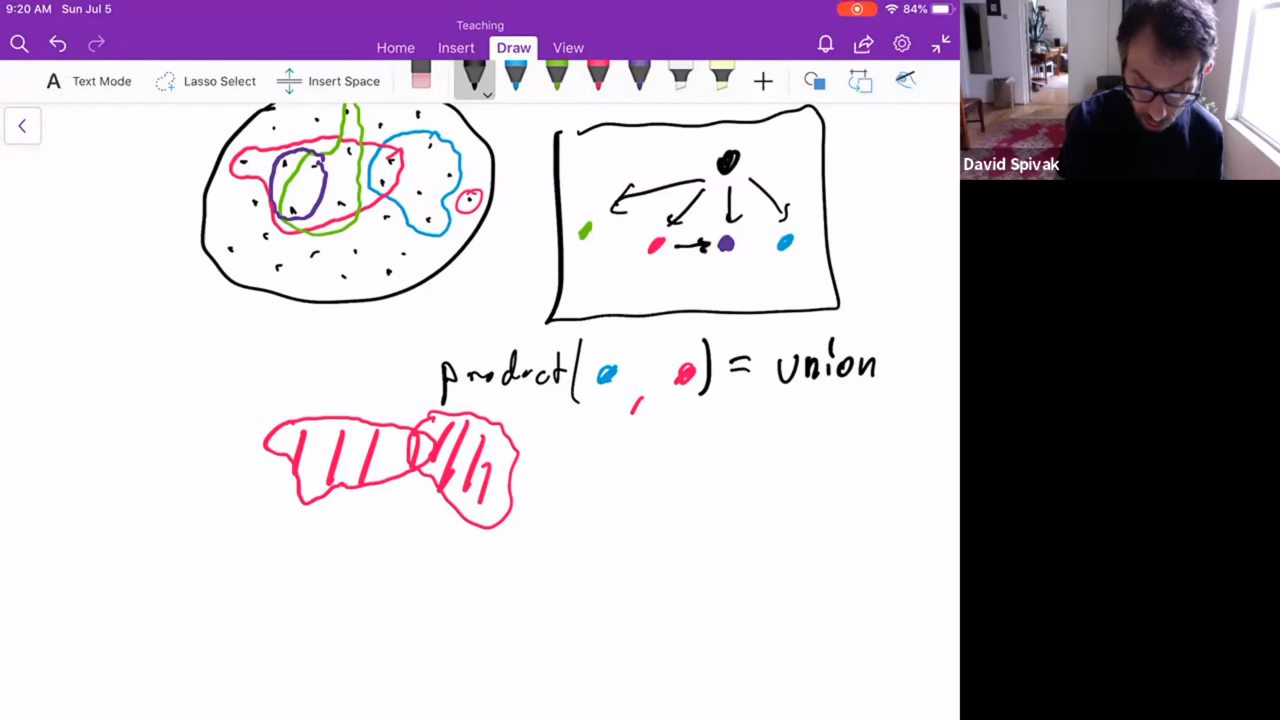 9:20 AM Sun Jul 5
84%
Teaching
Home Insert Draw View
A Text Mode Lasso Select Insert Space
David Spivak
product( , ) = union